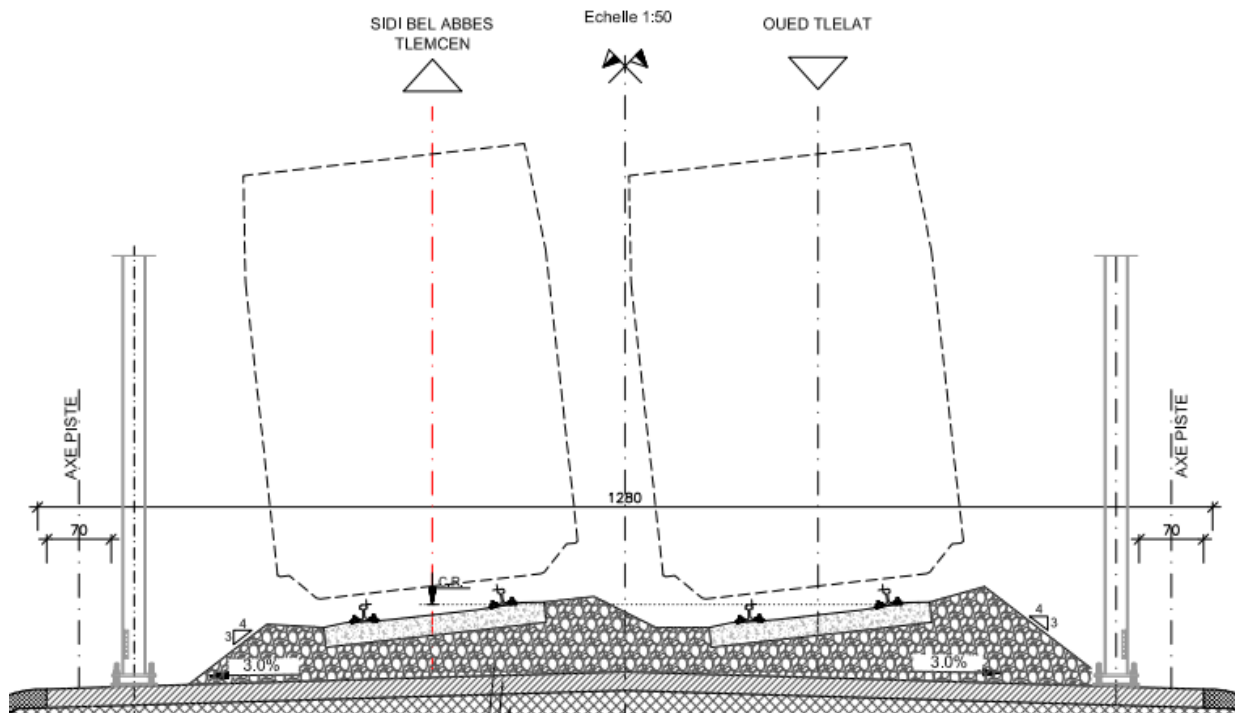 Echelle 1:50
SIDI BEL ABBES
TLEMCEN
OUED TLELAT
AXE PISTE
AXE PISTE
1280
70
70
C.R.
4
3
4
3
3.0%
3.0%